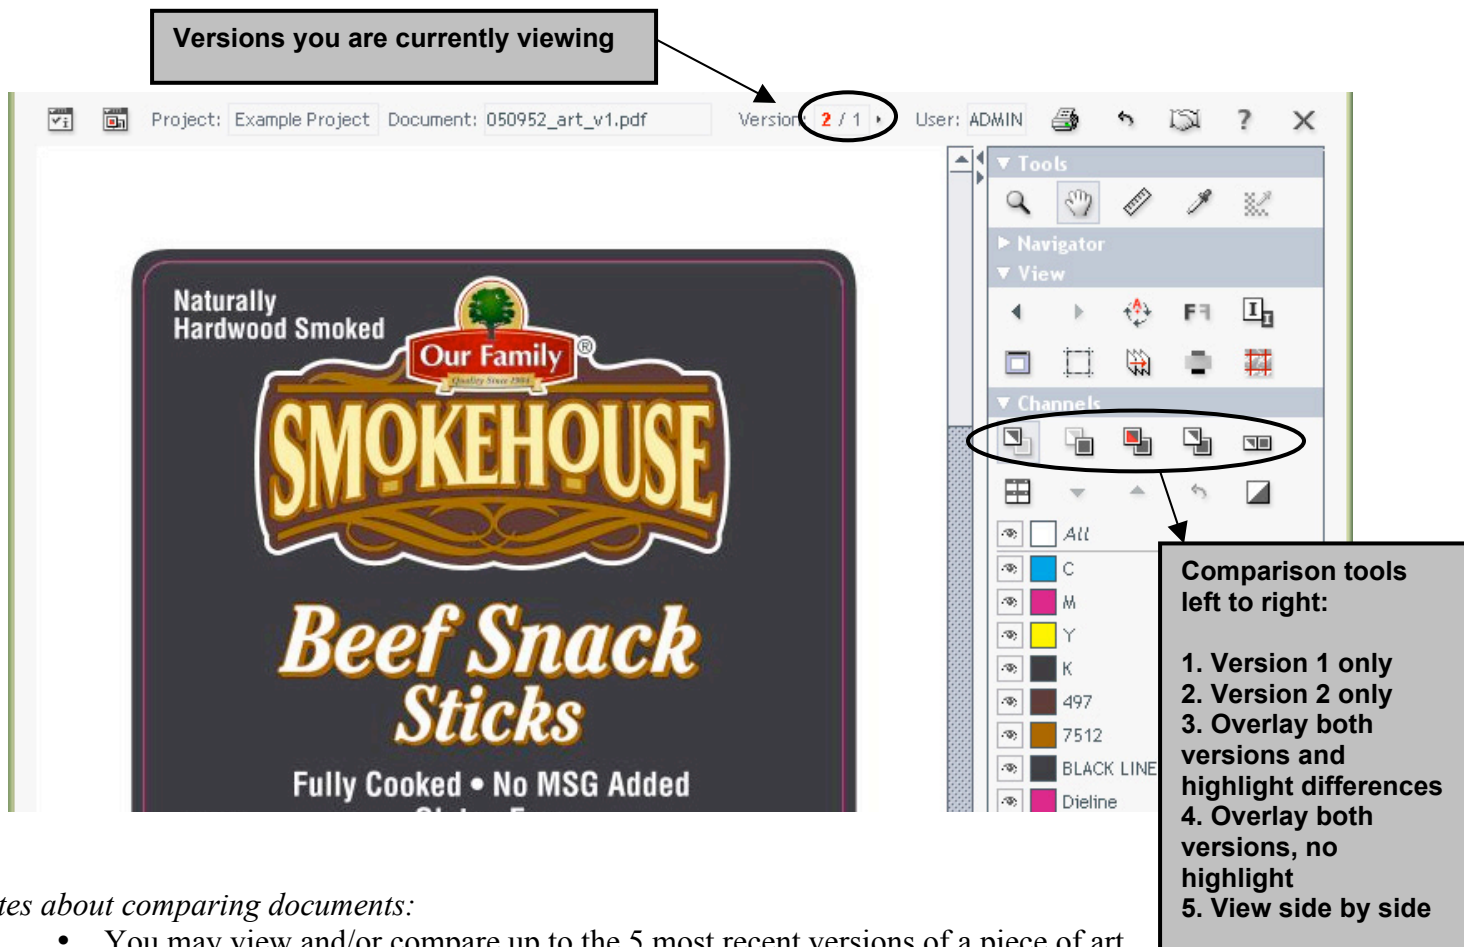 Versions you are currently viewing
Project: Example Project Document: 050952_art_v1.pdf Version: 2 / 1 User: ADMIN ?
Tools
Navigator
View
Channels
All
C
M
Y
K
497
7512
BLACK LINE
Dieline
Naturally
Hardwood Smoked
Our Family ®
Quality Since 1904
SMOKEHOUSE
Beef Snack
Sticks
Fully Cooked • No MSG Added
Comparison tools
left to right:
1. Version 1 only
2. Version 2 only
3. Overlay both
versions and
highlight differences
4. Overlay both
versions, no
highlight
5. View side by side
tes about comparing documents:
• You may view and/or compare up to the 5 most recent versions of a piece of art